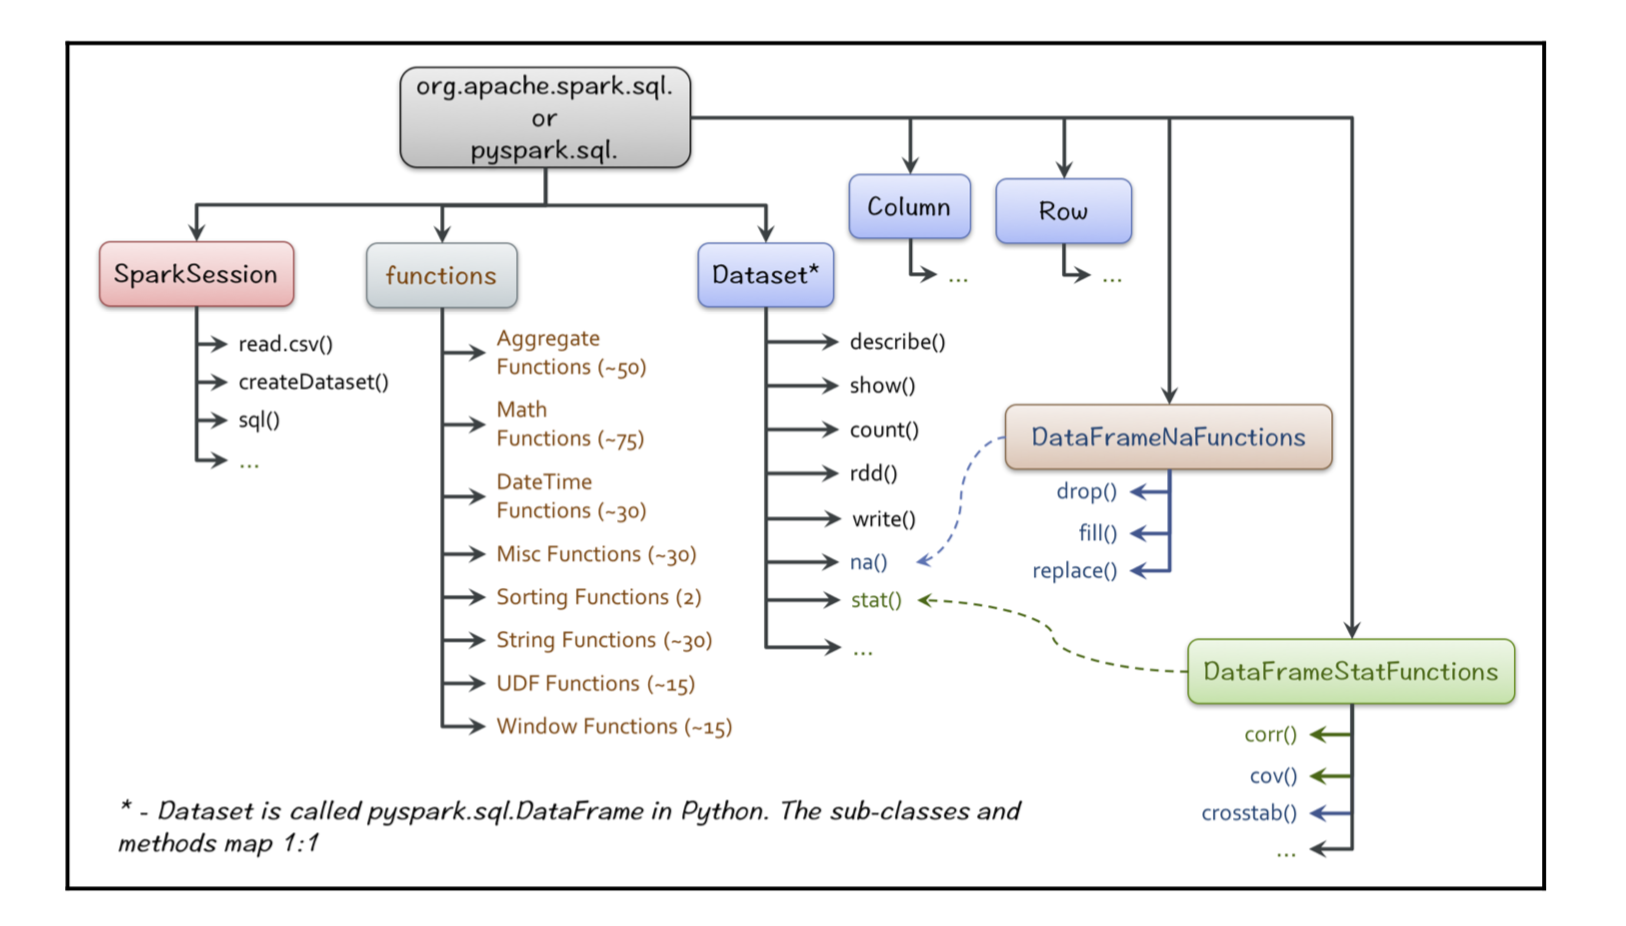 org.apache.spark.sql.
or
pyspark.sql.
Column
Row
...
...
SparkSession
functions
Dataset*
read.csv()
createDataset()
sql()
...
Aggregate
Functions (~50)
Math
Functions (~75)
DateTime
Functions (~30)
Misc Functions (~30)
Sorting Functions (2)
String Functions (~30)
UDF Functions (~15)
Window Functions (~15)
describe()
show()
count()
rdd()
write()
na()
stat()
...
DataFrameNaFunctions
drop()
fill()
replace()
DataFrameStatFunctions
corr()
cov()
crosstab()
...
* - Dataset is called pyspark.sql.DataFrame in Python. The sub-classes and
methods map 1:1